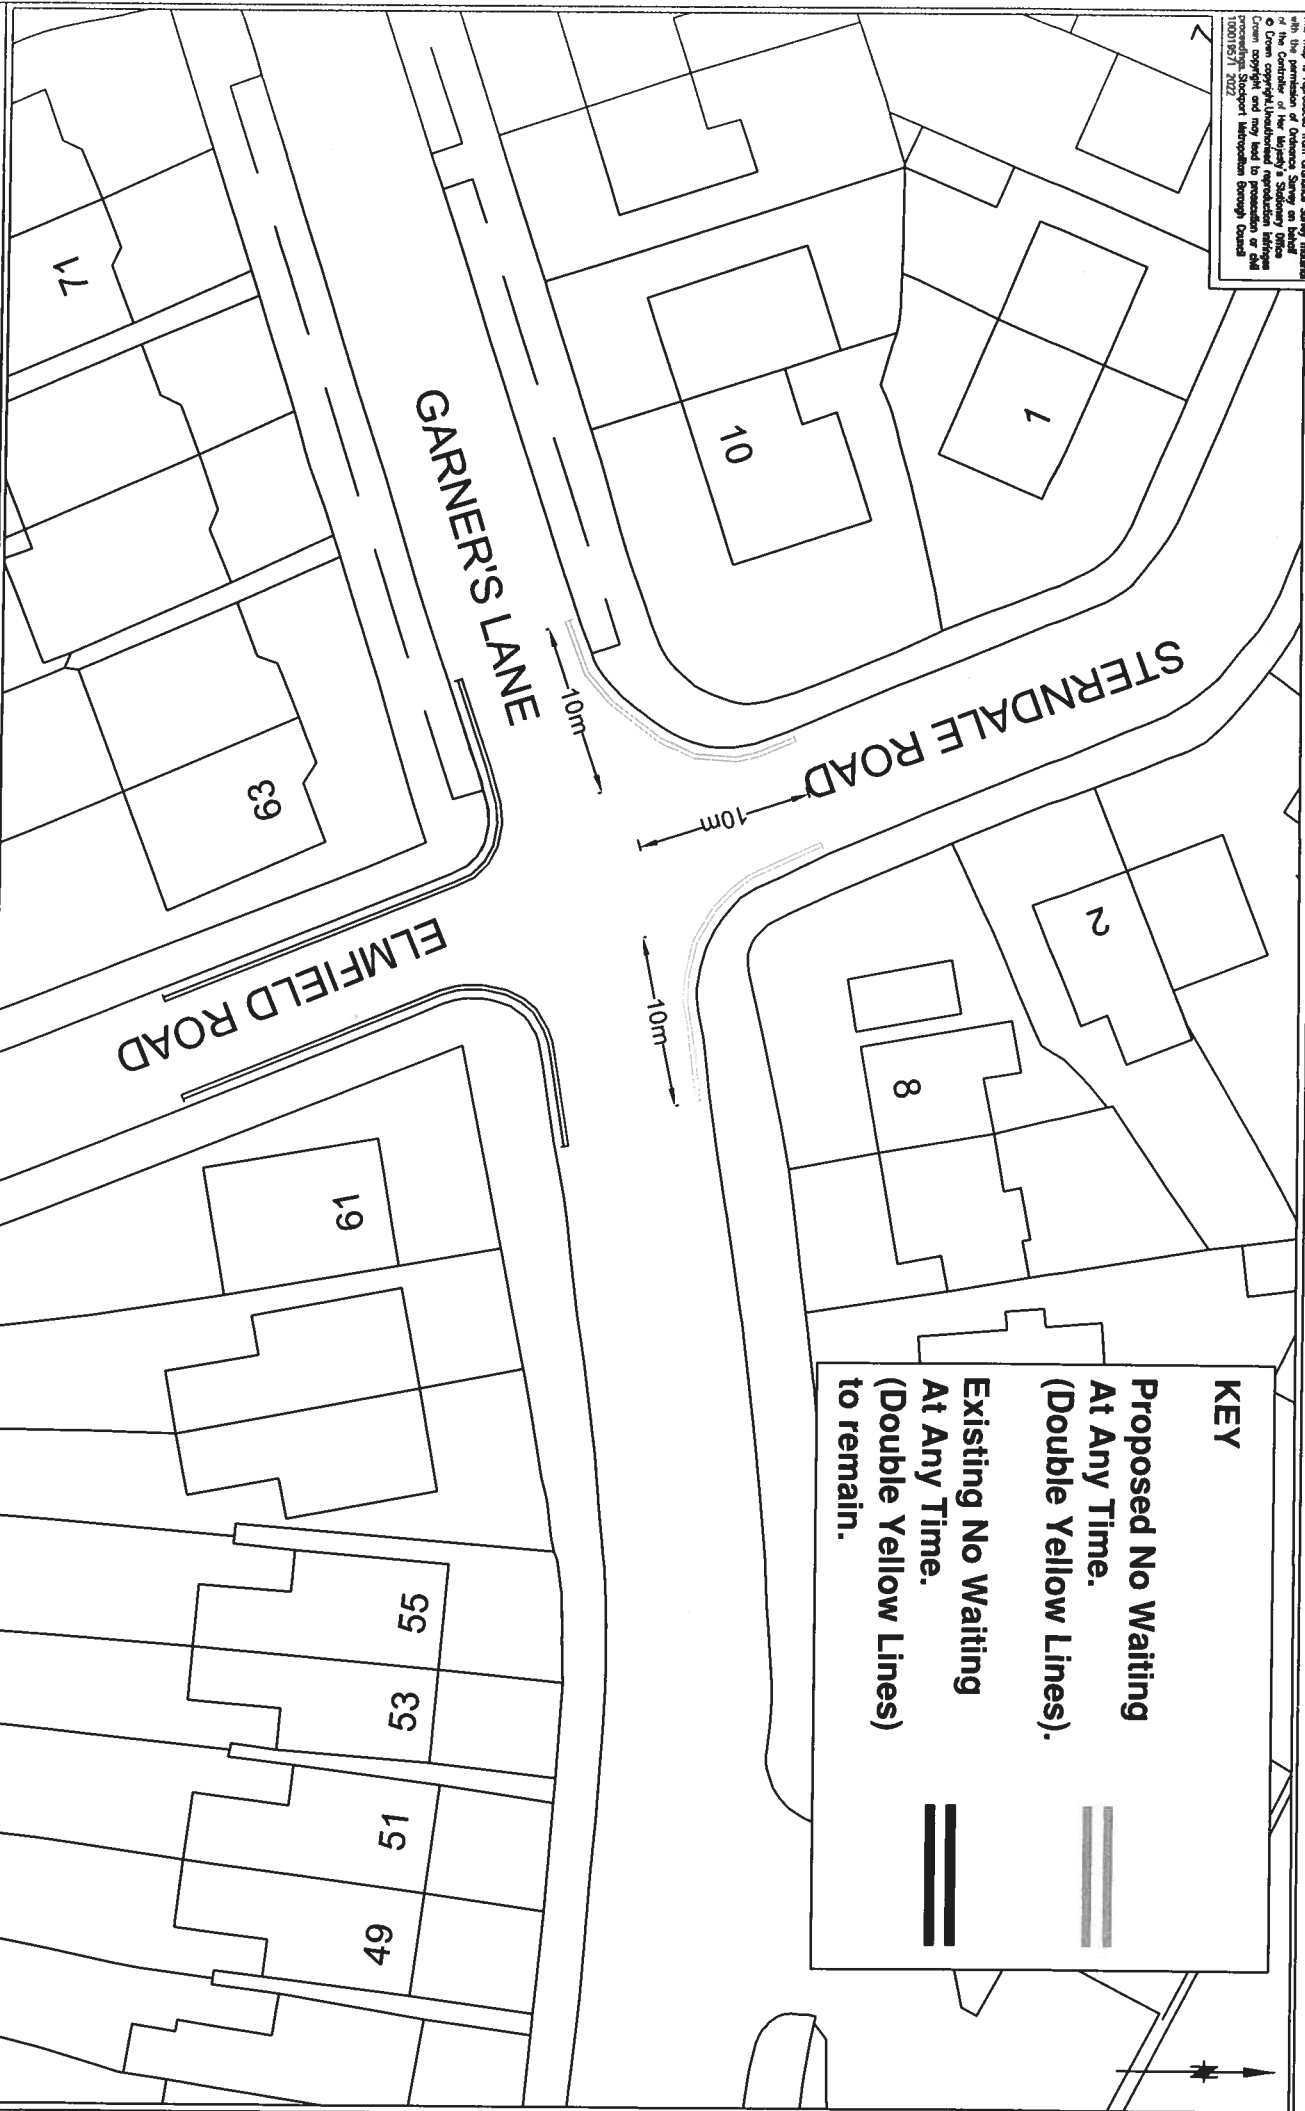 with the permission of Ordnance Survey on behalf
of the Controller of Her Majesty's Stationery Office
© Crown copyright.Unauthorised reproduction infringes
Crown copyright and may lead to prosecution or civil
proceedings. Stockport Metropolitan Borough Council
100019571 2022
KEY
Proposed No Waiting
At Any Time.
(Double Yellow Lines).
Existing No Waiting
At Any Time.
(Double Yellow Lines)
to remain.
STERNDALE ROAD
GARNER'S LANE
ELMFIELD ROAD
10m
10m
10m
1
2
10
8
71
63
61
55
53
51
49